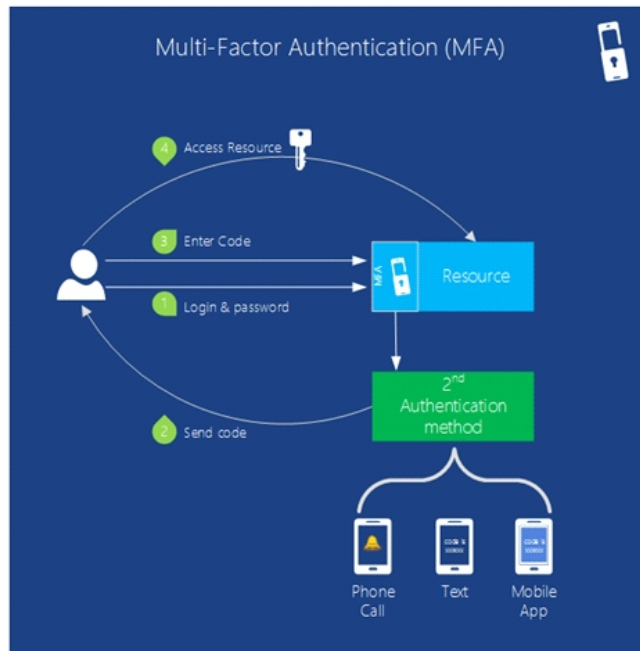 Multi-Factor Authentication (MFA)
4 Access Resource
3 Enter Code
MFA
Resource
1 Login & password
2nd
Authentication
method
2 Send code
Phone
Call
Text
Mobile
App